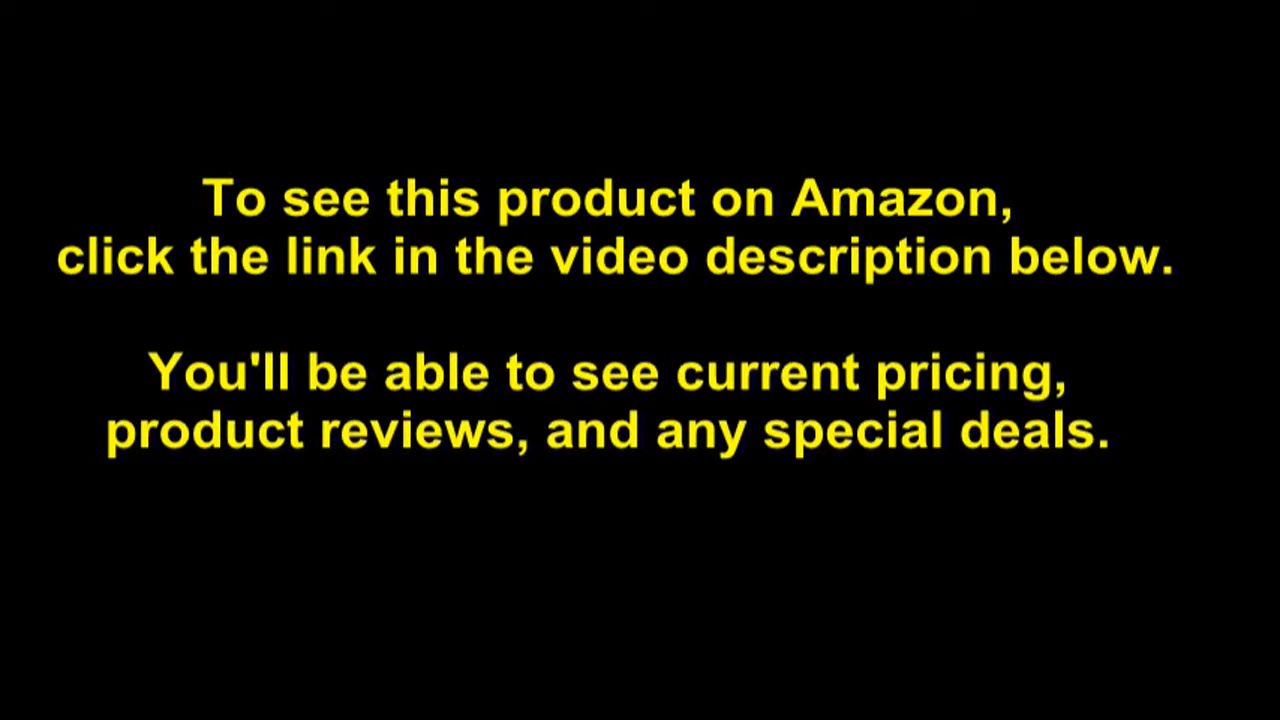 To see this product on Amazon,
click the link in the video description below.
You'll be able to see current pricing,
product reviews, and any special deals.